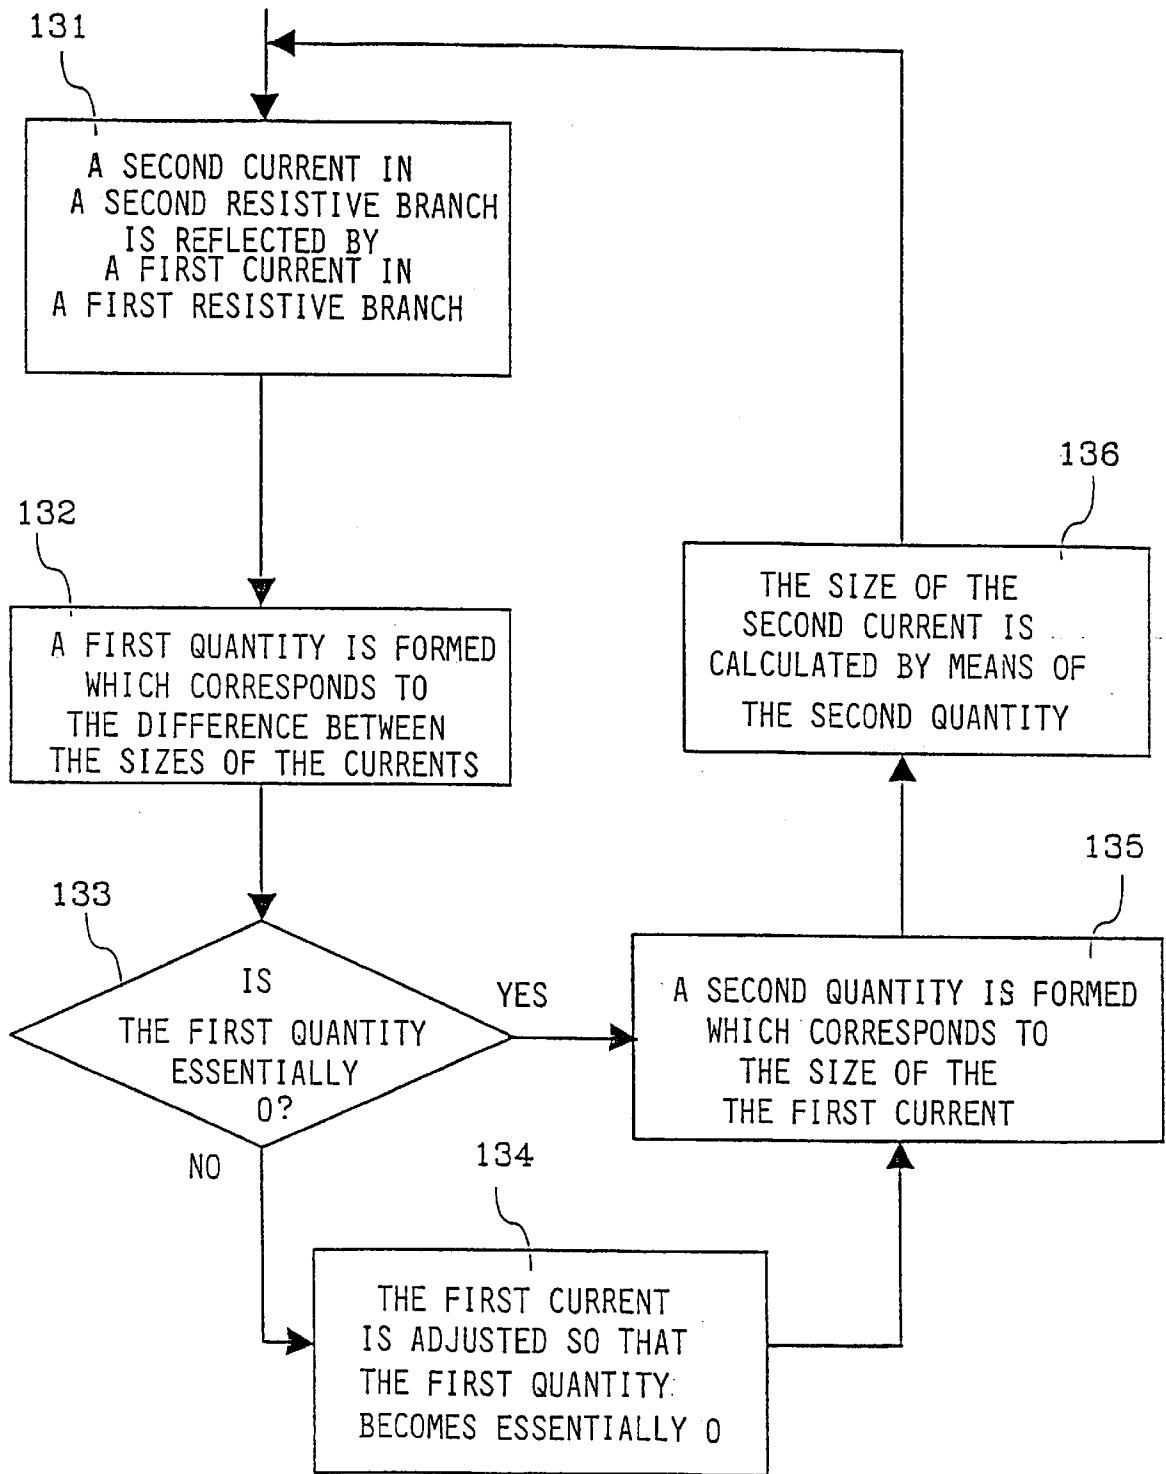 131
A SECOND CURRENT IN
A SECOND RESISTIVE BRANCH
IS REFLECTED BY
A FIRST CURRENT IN
A FIRST RESISTIVE BRANCH
132
A FIRST QUANTITY IS FORMED
WHICH CORRESPONDS TO
THE DIFFERENCE BETWEEN
THE SIZES OF THE CURRENTS
133
IS
THE FIRST QUANTITY
ESSENTIALLY
0?
YES
NO
134
THE FIRST CURRENT
IS ADJUSTED SO THAT
THE FIRST QUANTITY
BECOMES ESSENTIALLY 0
135
A SECOND QUANTITY IS FORMED
WHICH CORRESPONDS TO
THE SIZE OF THE
THE FIRST CURRENT
136
THE SIZE OF THE
SECOND CURRENT IS
CALCULATED BY MEANS OF
THE SECOND QUANTITY